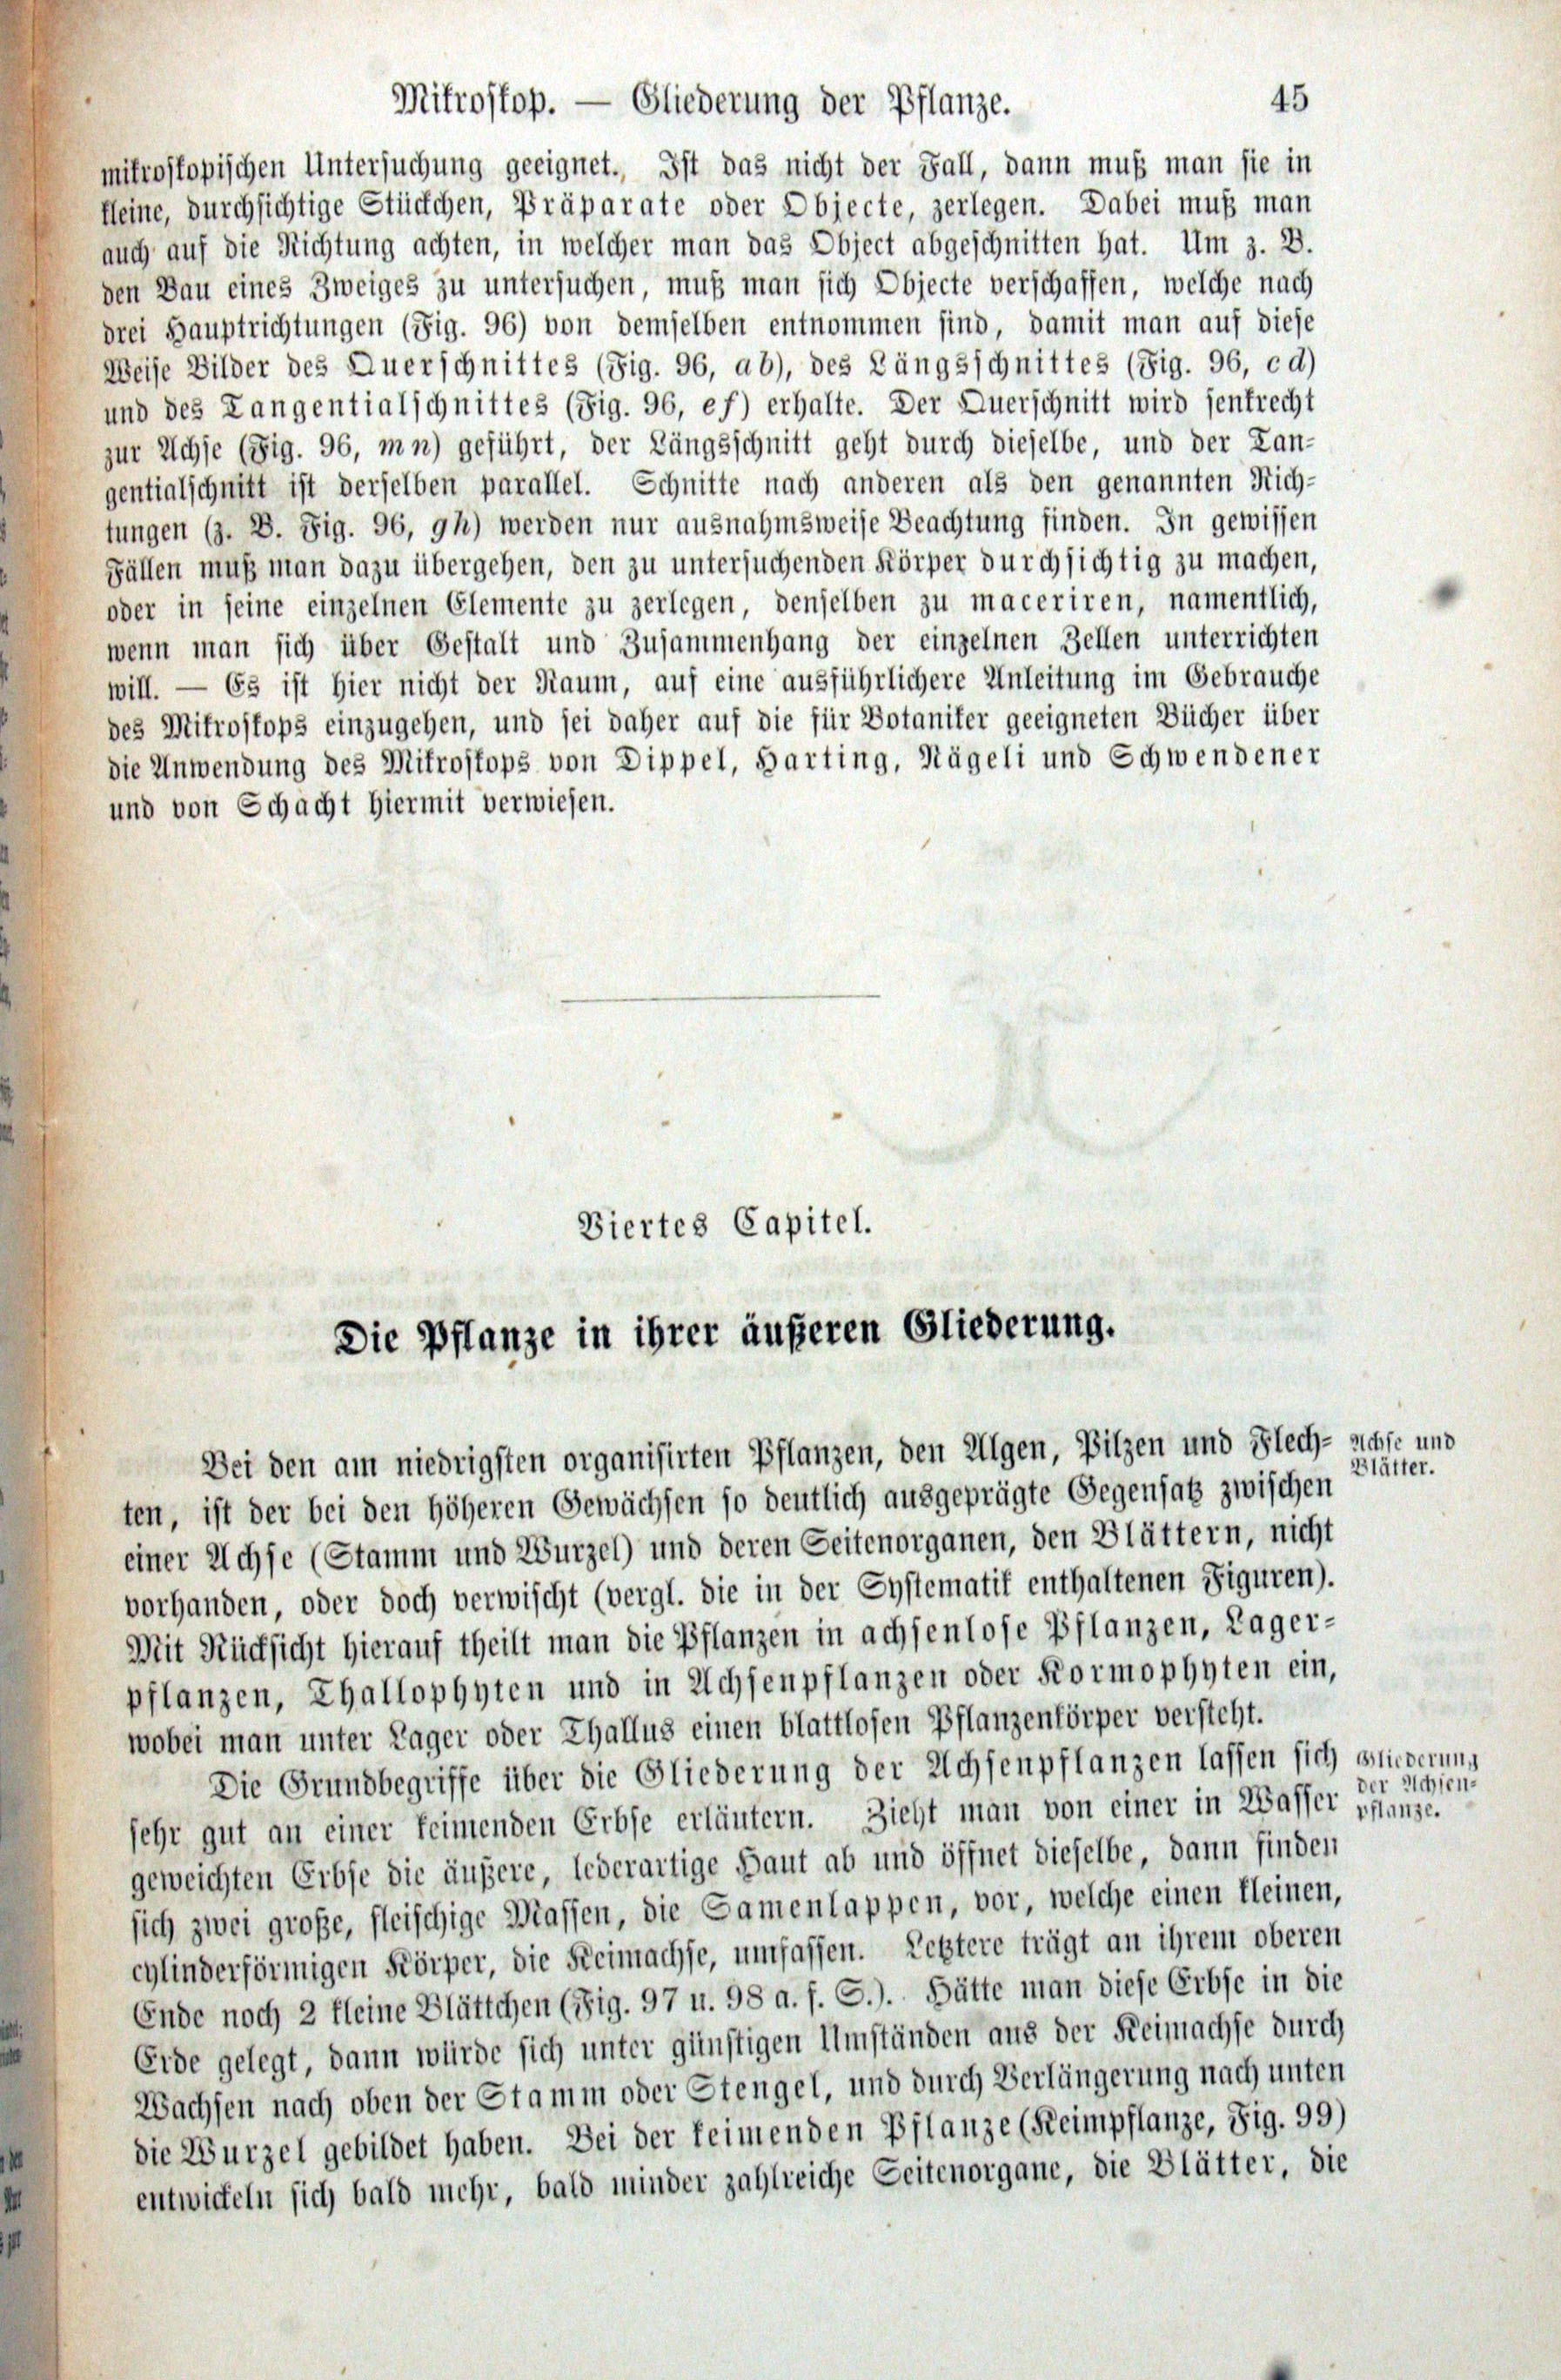 Mikroskop. — Gliederung der Pflanze. 45
mikroskopischen Untersuchung geeignet. Ist das nicht der Fall, dann muß man sie in
kleine, durchsichtige Stückchen, Präparate oder Objecte, zerlegen. Dabei muß man
auch auf die Richtung achten, in welcher man das Object abgeschnitten hat. Um z. B.
den Bau eines Zweiges zu untersuchen, muß man sich Objecte verschaffen, welche nach
drei Hauptrichtungen (Fig. 96) von demselben entnommen sind, damit man auf diese
Weise Bilder des Querschnittes (Fig. 96, ab), des Längsschnittes (Fig. 96, cd)
und des Tangentialschnittes (Fig. 96, ef) erhalte. Der Querschnitt wird senkrecht
zur Achse (Fig. 96, mn) geführt, der Längsschnitt geht durch dieselbe, und der Tan-
gentialschnitt ist derselben parallel. Schnitte nach anderen als den genannten Rich-
tungen (z. B. Fig. 96, gh) werden nur ausnahmsweise Beachtung finden. In gewissen
Fällen muß man dazu übergehen, den zu untersuchenden Körper durchsichtig zu machen,
oder in seine einzelnen Elemente zu zerlegen, denselben zu maceriren, namentlich,
wenn man sich über Gestalt und Zusammenhang der einzelnen Zellen unterrichten
will. — Es ist hier nicht der Raum, auf eine ausführlichere Anleitung im Gebrauche
des Mikroskops einzugehen, und sei daher auf die für Botaniker geeigneten Bücher über
die Anwendung des Mikroskops von Dippel, Harting, Nägeli und Schwendener
und von Schacht hiermit verwiesen.
Viertes Capitel.
Die Pflanze in ihrer äußeren Gliederung.
Bei den am niedrigsten organisirten Pflanzen, den Algen, Pilzen und Flech-
Achse und
Blätter.
ten, ist der bei den höheren Gewächsen so deutlich ausgeprägte Gegensatz zwischen
einer Achse (Stamm und Wurzel) und deren Seitenorganen, den Blättern, nicht
vorhanden, oder doch verwischt (vergl. die in der Systematik enthaltenen Figuren).
Mit Rücksicht hierauf theilt man die Pflanzen in achsenlose Pflanzen, Lager-
pflanzen, Thallophyten und in Achsenpflanzen oder Kormophyten ein,
wobei man unter Lager oder Thallus einen blattlosen Pflanzenkörper versteht.
Die Grundbegriffe über die Gliederung der Achsenpflanzen lassen sich
Gliederung
der Achsen-
pflanze.
sehr gut an einer keimenden Erbse erläutern. Zieht man von einer in Wasser
geweichten Erbse die äußere, lederartige Haut ab und öffnet dieselbe, dann finden
sich zwei große, fleischige Massen, die Samenlappen, vor, welche einen kleinen,
cylinderförmigen Körper, die Keimachse, umfassen. Letztere trägt an ihrem oberen
Ende noch 2 kleine Blättchen (Fig. 97 u. 98 a. f. S.). Hätte man diese Erbse in die
Erde gelegt, dann würde sich unter günstigen Umständen aus der Keimachse durch
Wachsen nach oben der Stamm oder Stengel, und durch Verlängerung nach unten
die Wurzel gebildet haben. Bei der keimenden Pflanze (Keimpflanze, Fig. 99)
entwickeln sich bald mehr, bald minder zahlreiche Seitenorgane, die Blätter, die